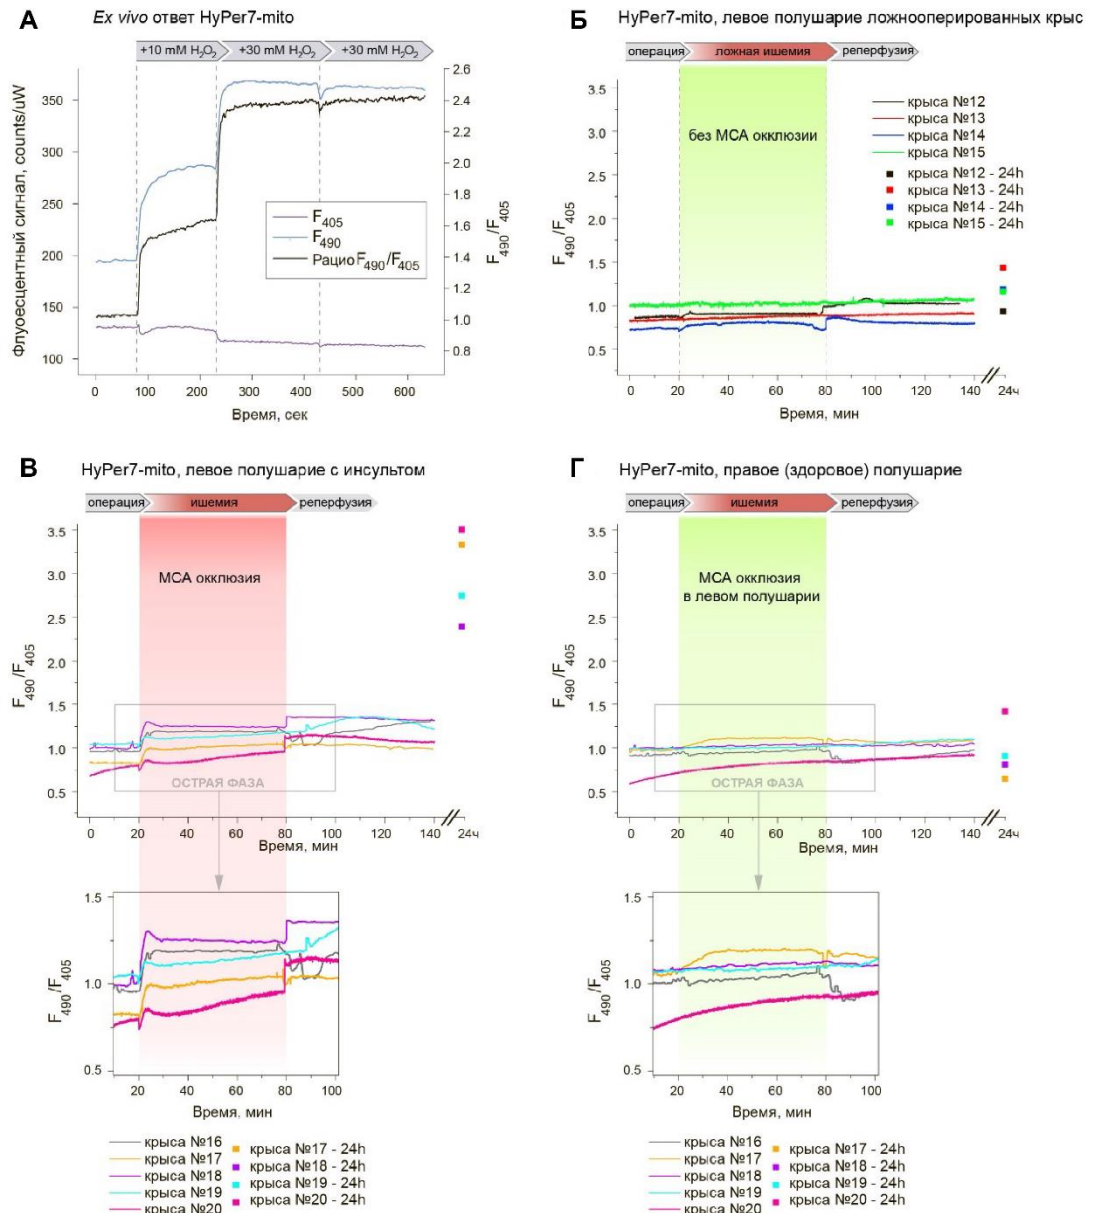 А
Ex vivo ответ HyPer7-mito
+10 mM H2O2
+30 mM H2O2
+30 mM H2O2
Флуоесцентный сигнал, counts/uW
350
300
250
200
150
100
2.6
2.4
2.2
2.0
1.8
1.6
1.4
1.2
1.0
0.8
F490/F405
F405
F490
Рацио F490/F405
0 100 200 300 400 500 600
Время, сек
Б
HyPer7-mito, левое полушарие ложнооперированных крыс
операция
ложная ишемия
реперфузия
без МСА окклюзии
крыса №12
крыса №13
крыса №14
крыса №15
крыса №12 - 24h
крыса №13 - 24h
крыса №14 - 24h
крыса №15 - 24h
F490/F405
3.5
3.0
2.5
2.0
1.5
1.0
0.5
0 20 40 60 80 100 120 140 24ч
Время, мин
В
HyPer7-mito, левое полушарие с инсультом
операция
ишемия
реперфузия
МСА окклюзия
F490/F405
3.5
3.0
2.5
2.0
1.5
1.0
0.5
ОСТРАЯ ФАЗА
0 20 40 60 80 100 120 140 24ч
Время, мин
F490/F405
1.5
1.0
0.5
20 40 60 80 100
Время, мин
крыса №16
крыса №17
крыса №18
крыса №19
крыса №20
крыса №17 - 24h
крыса №18 - 24h
крыса №19 - 24h
крыса №20 - 24h
Г
HyPer7-mito, правое (здоровое) полушарие
операция
ишемия
реперфузия
МСА окклюзия
в левом полушарии
F490/F405
3.5
3.0
2.5
2.0
1.5
1.0
0.5
ОСТРАЯ ФАЗА
0 20 40 60 80 100 120 140 24ч
Время, мин
F490/F405
1.5
1.0
0.5
20 40 60 80 100
Время, мин
крыса №16
крыса №17
крыса №18
крыса №19
крыса №20
крыса №17 - 24h
крыса №18 - 24h
крыса №19 - 24h
крыса №20 - 24h